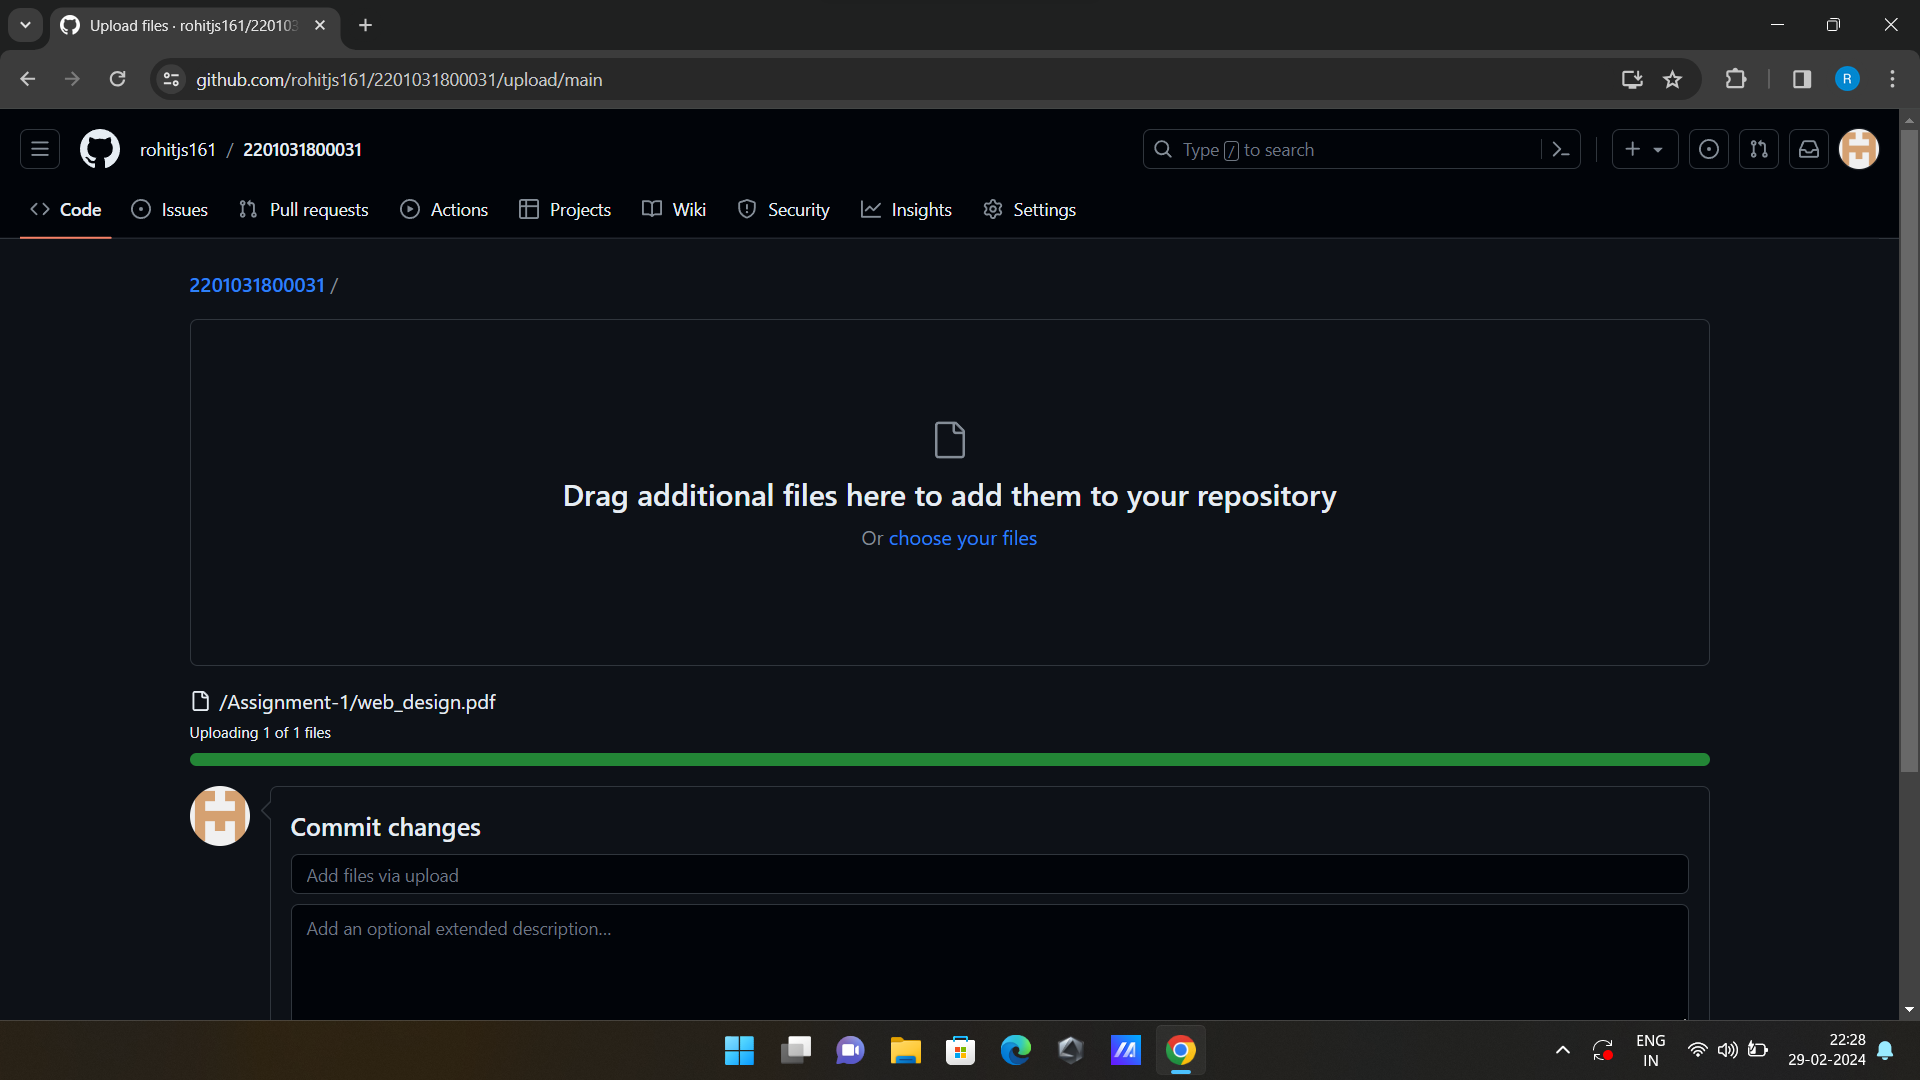 Upload files · rohitjs161/220103
github.com/rohitjs161/2201031800031/upload/main
R
rohitjs161 / 2201031800031
Type / to search
Code
Issues
Pull requests
Actions
Projects
Wiki
Security
Insights
Settings
2201031800031 /
Drag additional files here to add them to your repository
Or choose your files
/Assignment-1/web_design.pdf
Uploading 1 of 1 files
Commit changes
Add files via upload
Add an optional extended description...
ENG
IN
22:28
29-02-2024